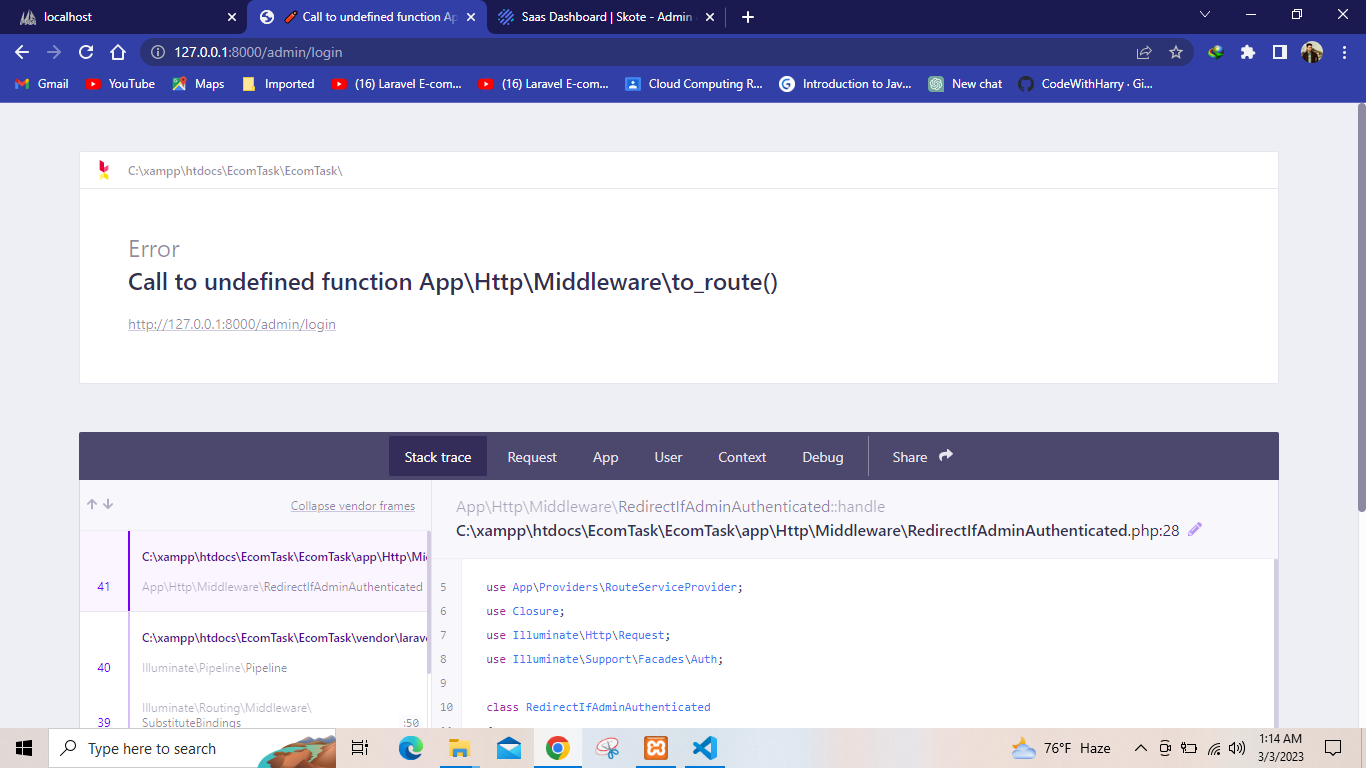 localhost
Call to undefined function Ap
Saas Dashboard | Skote - Admin
127.0.0.1:8000/admin/login
Gmail
YouTube
Maps
Imported
(16) Laravel E-com...
(16) Laravel E-com...
Cloud Computing R...
Introduction to Jav...
New chat
CodeWithHarry · Gi...
C:\xampp\htdocs\EcomTask\EcomTask\
Error
Call to undefined function App\Http\Middleware\to_route()
http://127.0.0.1:8000/admin/login
Stack trace
Request
App
User
Context
Debug
Share
Collapse vendor frames
C:\xampp\htdocs\EcomTask\EcomTask\app\Http\Mi
41 App\Http\Middleware\RedirectIfAdminAuthenticated
C:\xampp\htdocs\EcomTask\EcomTask\vendor\larave
40 Illuminate\Pipeline\Pipeline
Illuminate\Routing\Middleware\
39 SubstituteBindings :50
App\Http\Middleware\RedirectIfAdminAuthenticated::handle
C:\xampp\htdocs\EcomTask\EcomTask\app\Http\Middleware\RedirectIfAdminAuthenticated.php:28
5 use App\Providers\RouteServiceProvider;
6 use Closure;
7 use Illuminate\Http\Request;
8 use Illuminate\Support\Facades\Auth;
9
10 class RedirectIfAdminAuthenticated
Type here to search
76°F Haze
1:14 AM
3/3/2023